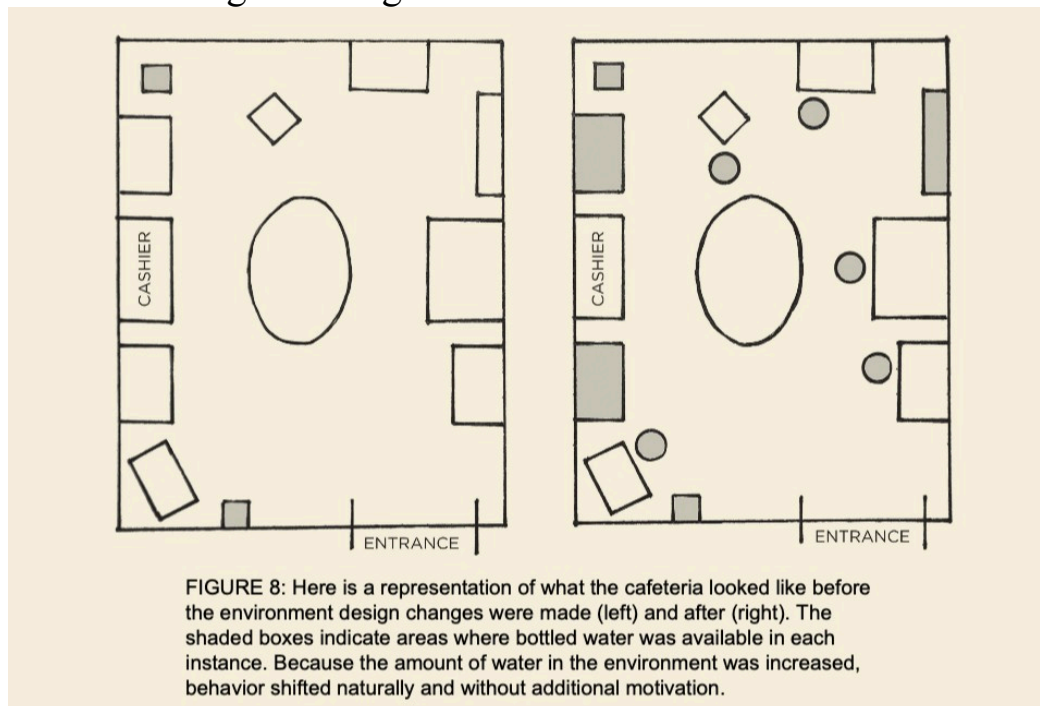 CASHIER
ENTRANCE
CASHIER
ENTRANCE
FIGURE 8: Here is a representation of what the cafeteria looked like before
the environment design changes were made (left) and after (right). The
shaded boxes indicate areas where bottled water was available in each
instance. Because the amount of water in the environment was increased,
behavior shifted naturally and without additional motivation.